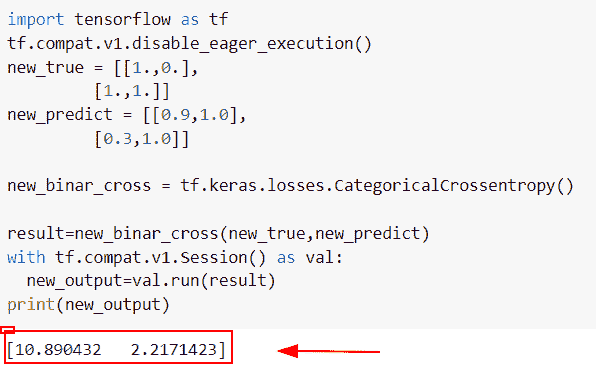 import tensorflow as tf
tf.compat.v1.disable_eager_execution()
new_true = [[1.,0.],
        [1.,1.]]
new_predict = [[0.9,1.0],
        [0.3,1.0]]

new_binar_cross = tf.keras.losses.CategoricalCrossentropy()

result=new_binar_cross(new_true,new_predict)
with tf.compat.v1.Session() as val:
  new_output=val.run(result)
print(new_output)
[10.890432   2.2171423]